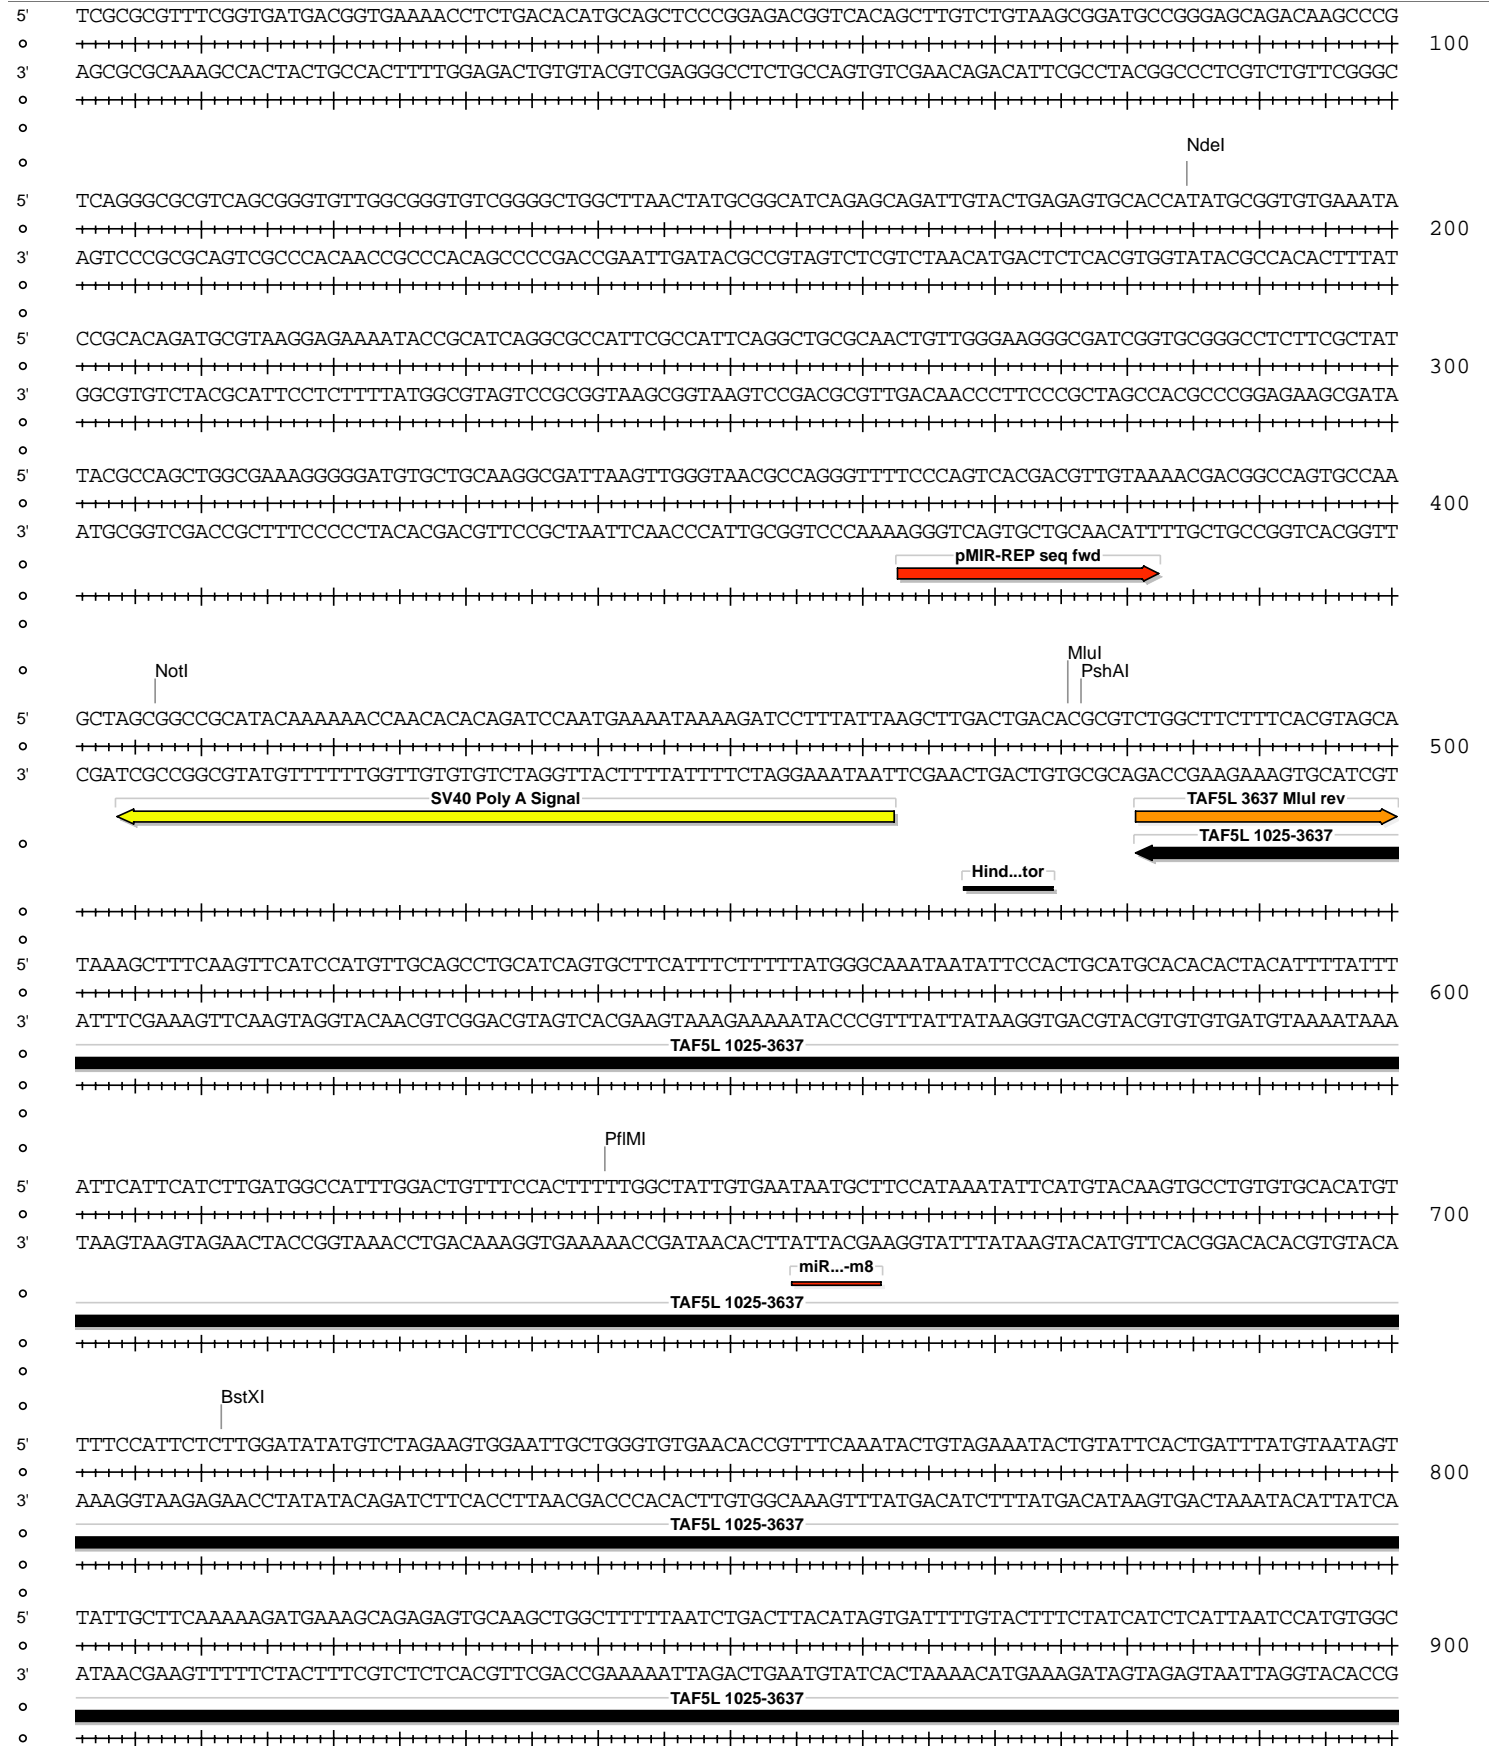 5' TCGCGCGTTTCGGTGATGACGGTGAAAACCTCTGACACATGCAGCTCCCGGAGACGGTCACAGCTTGTCTGTAAGCGGATGCCGGGAGCAGACAAGCCCG
100
3' AGCGCGCAAAGCCACTACTGCCACTTTTGGAGACTGTGTACGTCGAGGGCCTCTGCCAGTGTCGAACAGACATTCGCCTACGGCCCTCGTCTGTTCGGGC
NdeI
5' TCAGGGCGCGTCAGCGGGTGTTGGCGGGTGTCGGGGCTGGCTTAACTATGCGGCATCAGAGCAGATTGTACTGAGAGTGCACCATATGCGGTGTGAAATA
200
3' AGTCCCGCGCAGTCGCCCACAACCGCCCACAGCCCCGACCGAATTGATACGCCGTAGTCTCGTCTAACATGACTCTCACGTGGTATACGCCACACTTTAT
5' CCGCACAGATGCGTAAGGAGAAAATACCGCATCAGGCGCCATTCGCCATTCAGGCTGCGCAACTGTTGGGAAGGGCGATCGGTGCGGGCCTCTTCGCTAT
300
3' GGCGTGTCTACGCATTCCTCTTTTATGGCGTAGTCCGCGGTAAGCGGTAAGTCCGACGCGTTGACAACCCTTCCCGCTAGCCACGCCCGGAGAAGCGATA
5' TACGCCAGCTGGCGAAAGGGGGATGTGCTGCAAGGCGATTAAGTTGGGTAACGCCAGGGTTTTCCCAGTCACGACGTTGTAAAACGACGGCCAGTGCCAA
400
3' ATGCGGTCGACCGCTTTCCCCCTACACGACGTTCCGCTAATTCAACCCATTGCGGTCCCAAAAGGGTCAGTGCTGCAACATTTTGCTGCCGGTCACGGTT
pMIR-REP seq fwd
NotI MluI
PshAI
5' GCTAGCGGCCGCATACAAAAAACCAACACACAGATCCAATGAAAATAAAAGATCCTTTATTAAGCTTGACTGACACGCGTCTGGCTTCTTTCACGTAGCA
500
3' CGATCGCCGGCGTATGTTTTTTGGTTGTGTGTCTAGGTTACTTTTATTTTCTAGGAAATAATTCGAACTGACTGTGCGCAGACCGAAGAAAGTGCATCGT
SV40 Poly A Signal TAF5L 3637 MluI rev
TAF5L 1025-3637
Hind...tor
5' TAAAGCTTTCAAGTTCATCCATGTTGCAGCCTGCATCAGTGCTTCATTTCTTTTTATGGGCAAATAATATTCCACTGCATGCACACACTACATTTTATTT
600
3' ATTTCGAAAGTTCAAGTAGGTACAACGTCGGACGTAGTCACGAAGTAAAGAAAAATACCCGTTTATTATAAGGTGACGTACGTGTGTGATGTAAAATAAA
TAF5L 1025-3637
PflMI
5' ATTCATTCATCTTGATGGCCATTTGGACTGTTTCCACTTTTTGGCTATTGTGAATAATGCTTCCATAAATATTCATGTACAAGTGCCTGTGTGCACATGT
700
3' TAAGTAAGTAGAACTACCGGTAAACCTGACAAAGGTGAAAAACCGATAACACTTATTACGAAGGTATTTATAAGTACATGTTCACGGACACACGTGTACA
miR...-m8
TAF5L 1025-3637
BstXI
5' TTTCCATTCTCTTGGATATATGTCTAGAAGTGGAATTGCTGGGTGTGAACACCGTTTCAAATACTGTAGAAATACTGTATTCACTGATTTATGTAATAGT
800
3' AAAGGTAAGAGAACCTATATACAGATCTTCACCTTAACGACCCACACTTGTGGCAAAGTTTATGACATCTTTATGACATAAGTGACTAAATACATTATCA
TAF5L 1025-3637
5' TATTGCTTCAAAAAGATGAAAGCAGAGAGTGCAAGCTGGCTTTTTAATCTGACTTACATAGTGATTTTGTACTTTCTATCATCTCATTAATCCATGTGGC
900
3' ATAACGAAGTTTTTCTACTTTCGTCTCTCACGTTCGACCGAAAAATTAGACTGAATGTATCACTAAAACATGAAAGATAGTAGAGTAATTAGGTACACCG
TAF5L 1025-3637